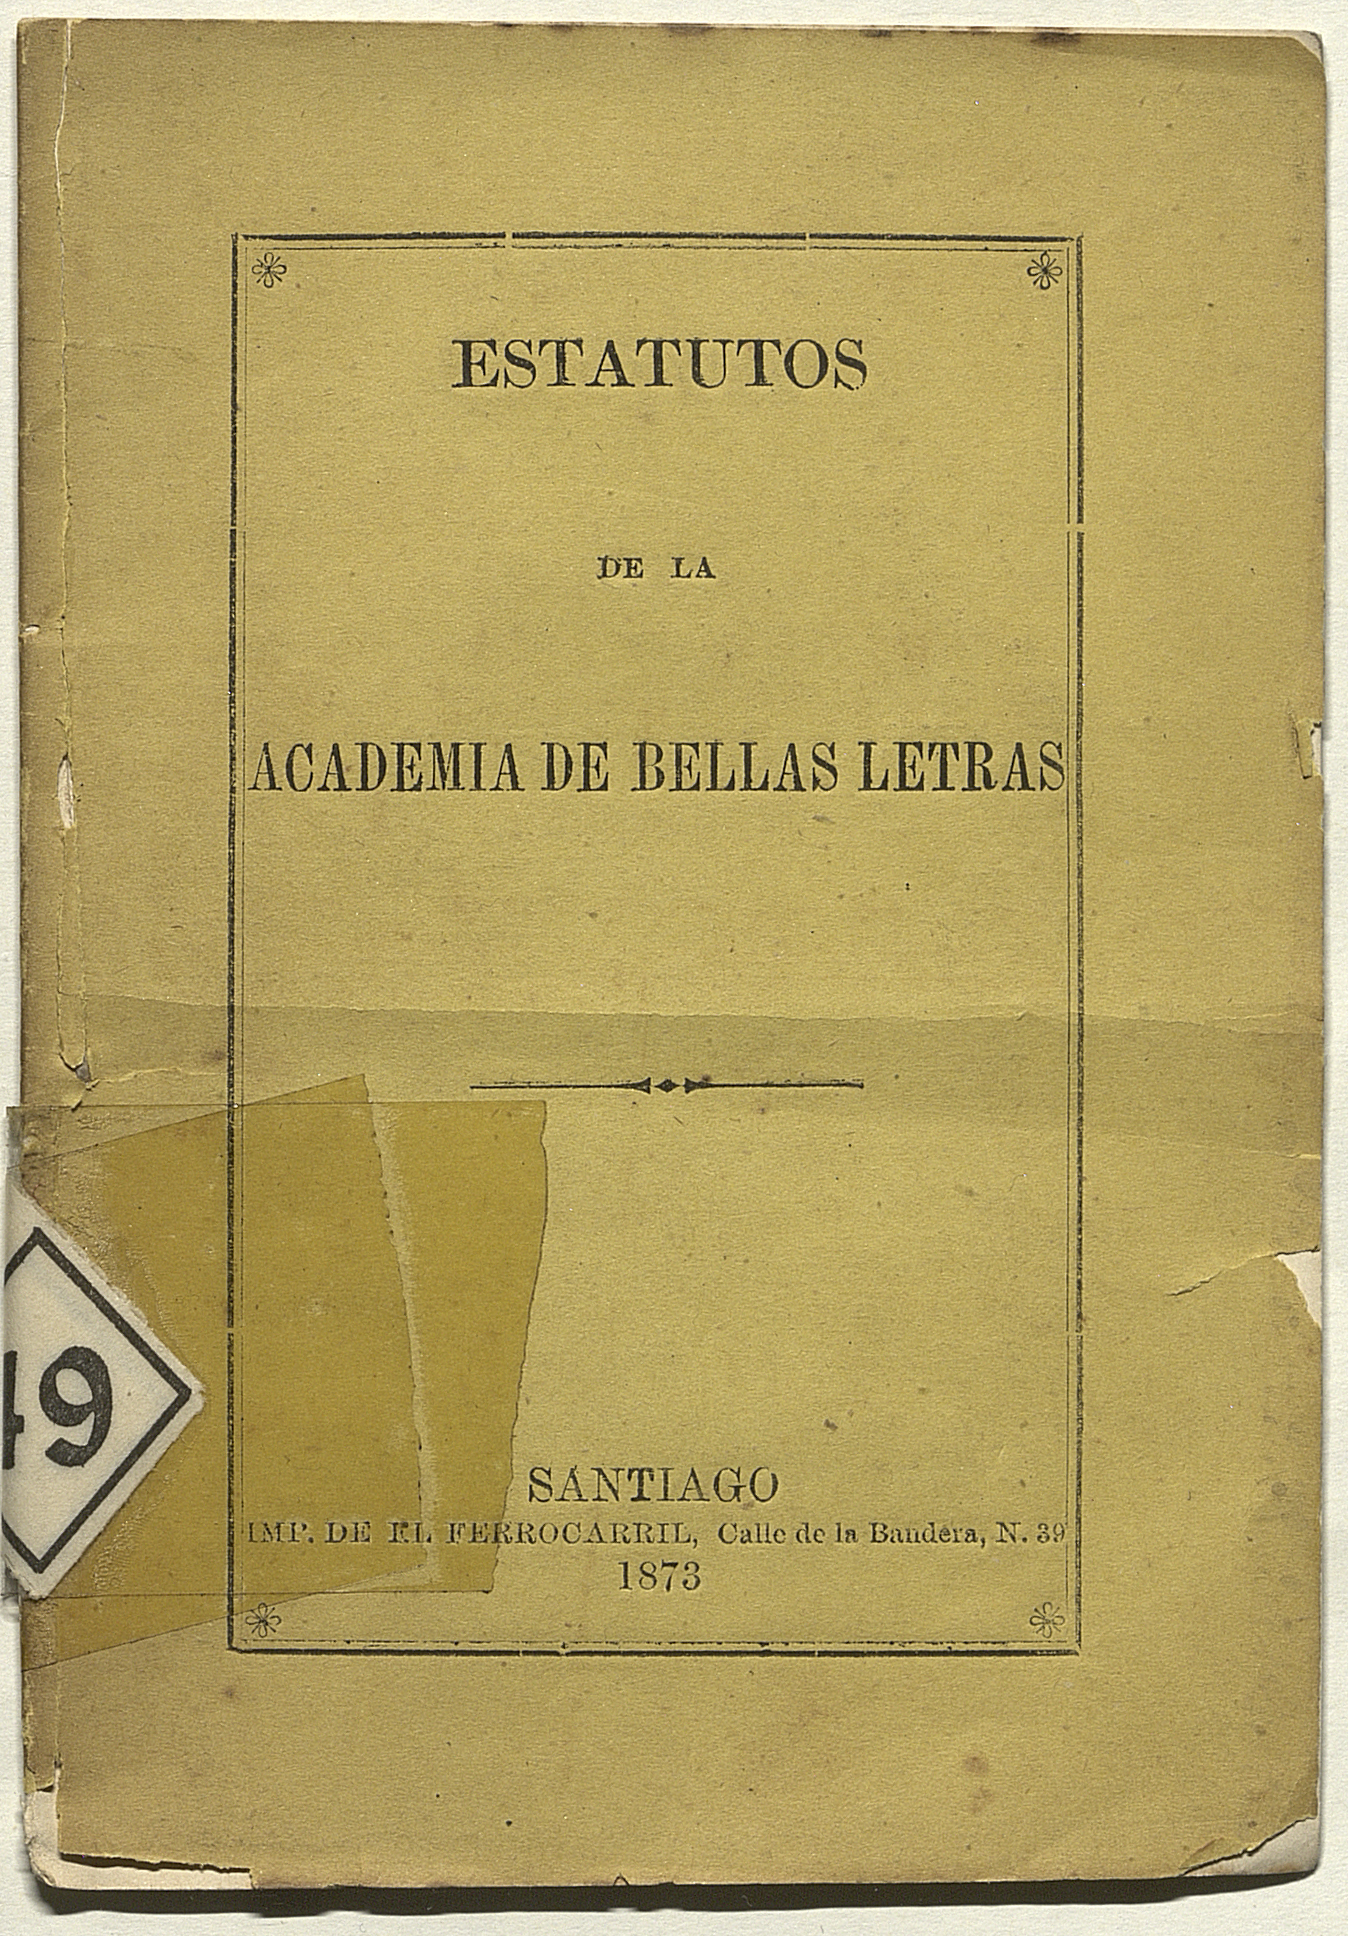 ESTATUTOS
DE LA
ACADEMIA DE BELLAS LETRAS
49
SANTIAGO
IMP. DE EL FERROCARRIL, Calle de la Bandera, N. 39
1873